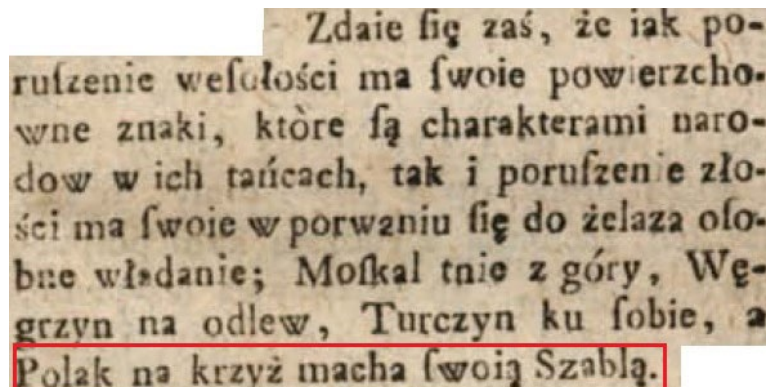 Zdaie ſię zaś, że iak po-
ruſzenie weſołości ma ſwoie powierzcho-
wne znaki, ktòre ſą charakterami naro-
dow w ich tańcach, tak i poruſzenie zło-
ści ma ſwoie w porwaniu ſię do żelaza oſo-
bne władanie; Moſkal tnie z góry, Wę-
grzyn na odlew, Turczyn ku ſobie, a
Polak na krzyż macha ſwoią Szablą.